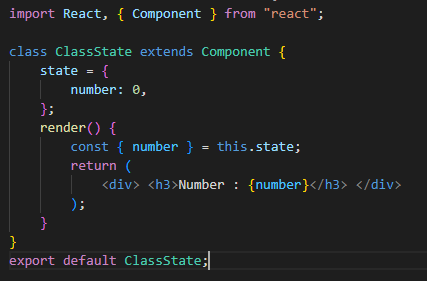 import React, { Component } from "react";
class ClassState extends Component {
state = {
number: 0,
};
render() {
const { number } = this.state;
return (
<div> <h3>Number : {number}</h3> </div>
);
}
}
export default ClassState;